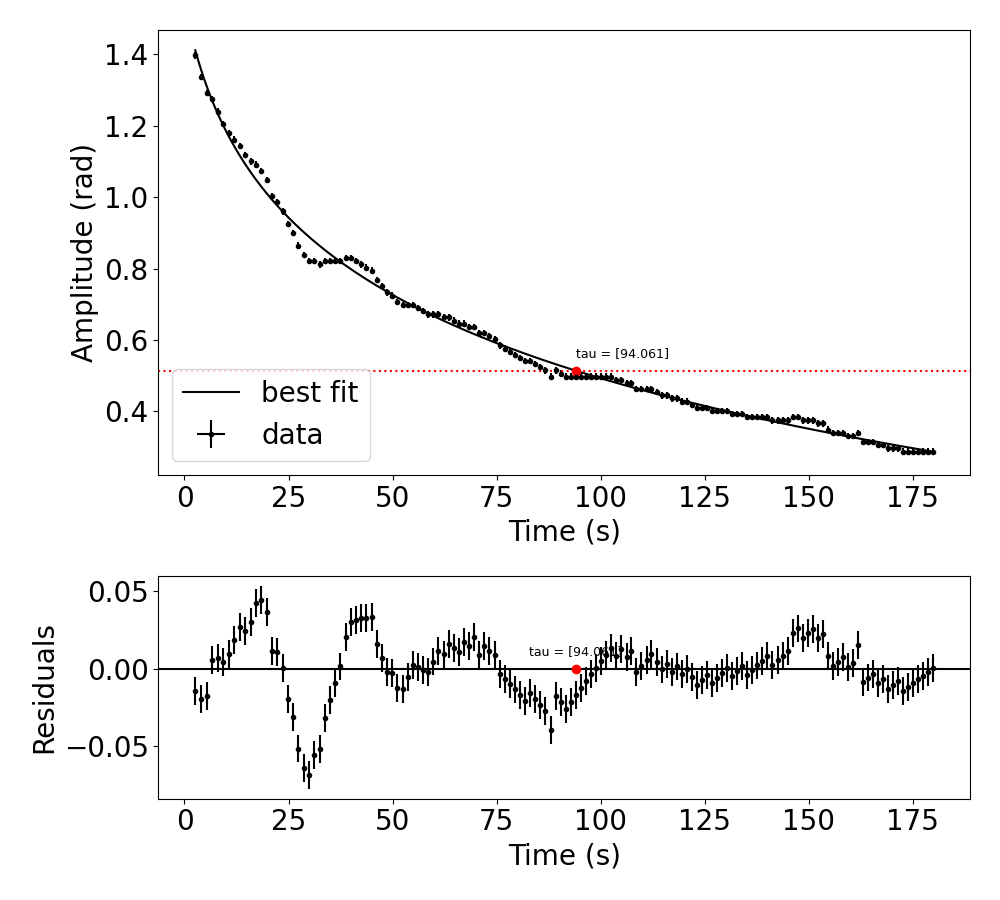 1.4
1.2
1.0
0.8
0.6
0.4
Amplitude (rad)
tau = [94.061]
best fit
data
0 25 50 75 100 125 150 175
Time (s)
0.05
0.00
−0.05
Residuals
tau = [94.061]
0 25 50 75 100 125 150 175
Time (s)